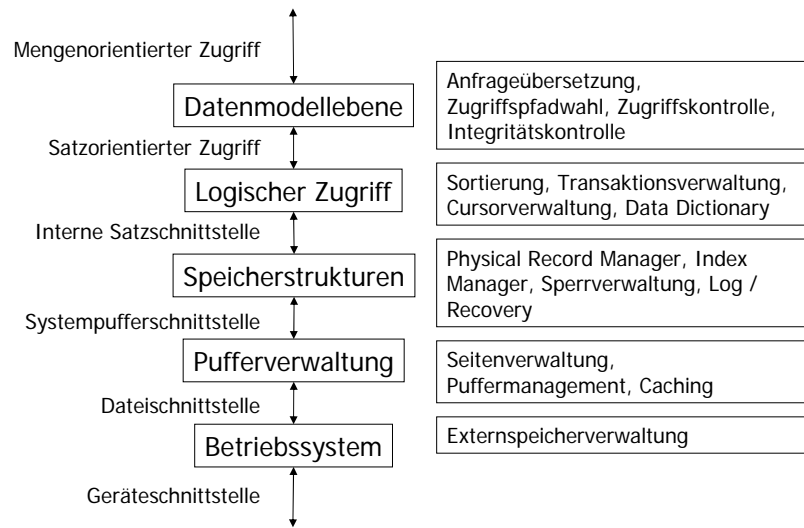 Mengenorientierter Zugriff
Datenmodellebene
Anfrageübersetzung,
Zugriffspfadwahl, Zugriffskontrolle,
Integritätskontrolle
Satzorientierter Zugriff
Logischer Zugriff
Sortierung, Transaktionsverwaltung,
Cursorverwaltung, Data Dictionary
Interne Satzschnittstelle
Speicherstrukturen
Physical Record Manager, Index
Manager, Sperrverwaltung, Log /
Recovery
Systempufferschnittstelle
Pufferverwaltung
Seitenverwaltung,
Puffermanagement, Caching
Dateischnittstelle
Betriebssystem
Externspeicherverwaltung
Geräteschnittstelle